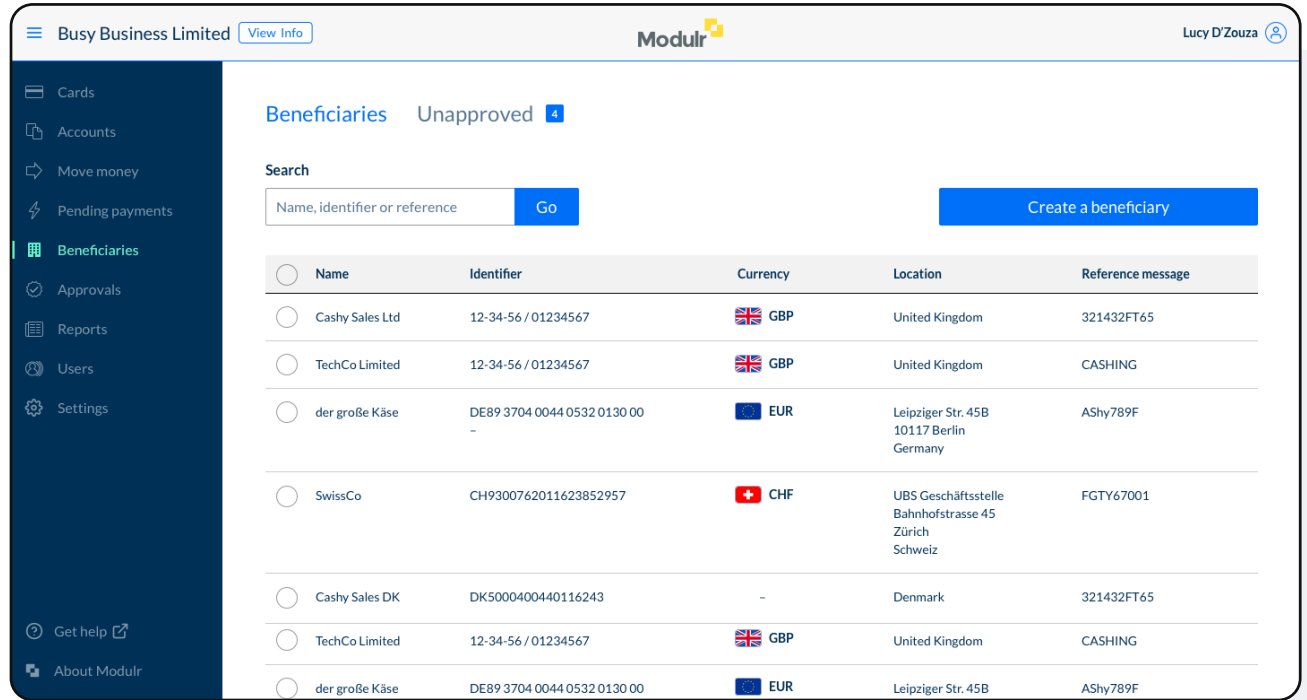 Busy Business Limited View Info Modulr Lucy D'Zouza
Cards
Accounts
Move money
Pending payments
Beneficiaries
Approvals
Reports
Users
Settings
Get help
About Modulr
Beneficiaries Unapproved 4
Search
Name, identifier or reference Go Create a beneficiary
Name Identifier Currency Location Reference message
Cashy Sales Ltd 12-34-56 / 01234567 GBP United Kingdom 321432FT65
TechCo Limited 12-34-56 / 01234567 GBP United Kingdom CASHING
der große Käse DE89 3704 0044 0532 0130 00 EUR Leipziger Str. 45B AShy789F
– 10117 Berlin
Germany
SwissCo CH9300762011623852957 CHF UBS Geschäftsstelle FGTY67001
Bahnhofstrasse 45
Zürich
Schweiz
Cashy Sales DK DK5000400440116243 – Denmark 321432FT65
TechCo Limited 12-34-56 / 01234567 GBP United Kingdom CASHING
der große Käse DE89 3704 0044 0532 0130 00 EUR Leipziger Str. 45B AShy789F